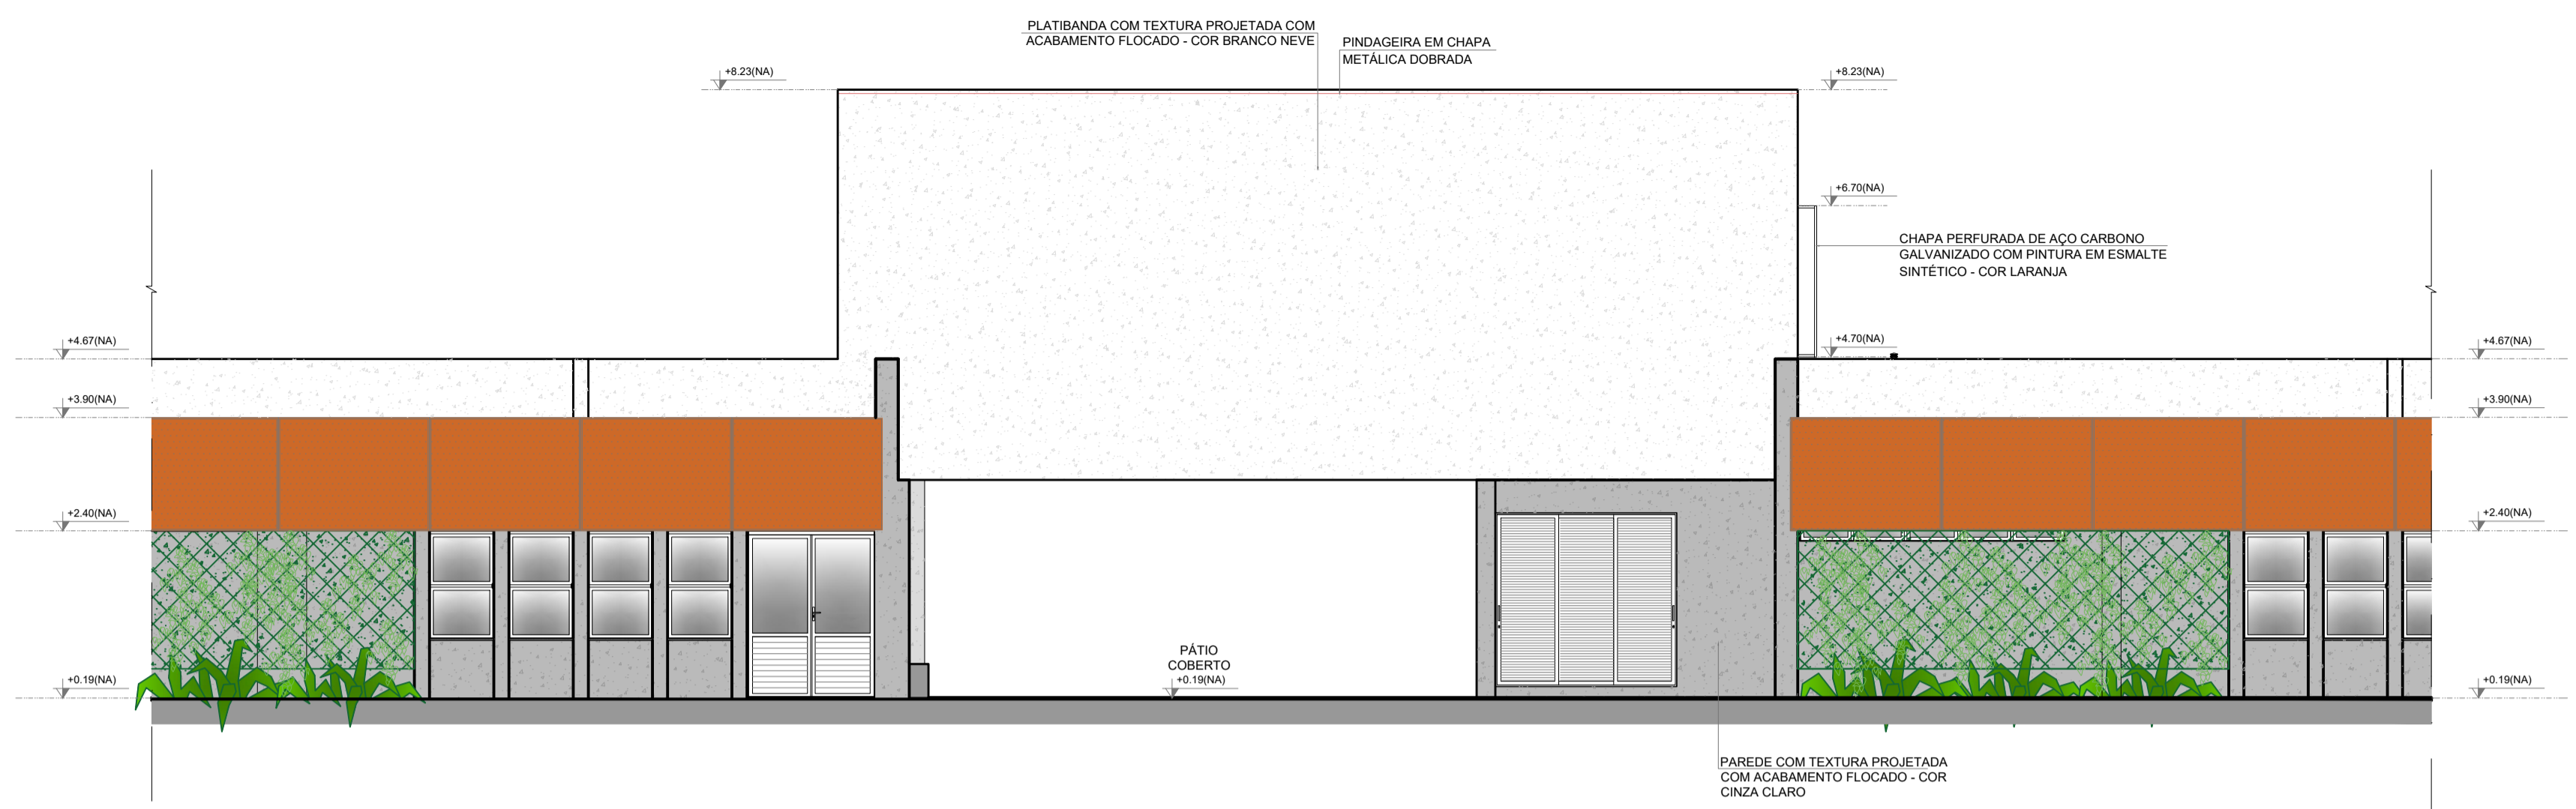 PLATIBANDA COM TEXTURA PROJETADA COM
ACABAMENTO FLOCADO - COR BRANCO NEVE
PINDAGEIRA EM CHAPA
METÁLICA DOBRADA
+8.23(NA)
+8.23(NA)
+6.70(NA)
CHAPA PERFURADA DE AÇO CARBONO
GALVANIZADO COM PINTURA EM ESMALTE
SINTÉTICO - COR LARANJA
+4.67(NA)
+4.70(NA)
+4.67(NA)
+3.90(NA)
+3.90(NA)
+2.40(NA)
+2.40(NA)
PÁTIO
COBERTO
+0.19(NA)
+0.19(NA)
+0.19(NA)
PAREDE COM TEXTURA PROJETADA
COM ACABAMENTO FLOCADO - COR
CINZA CLARO